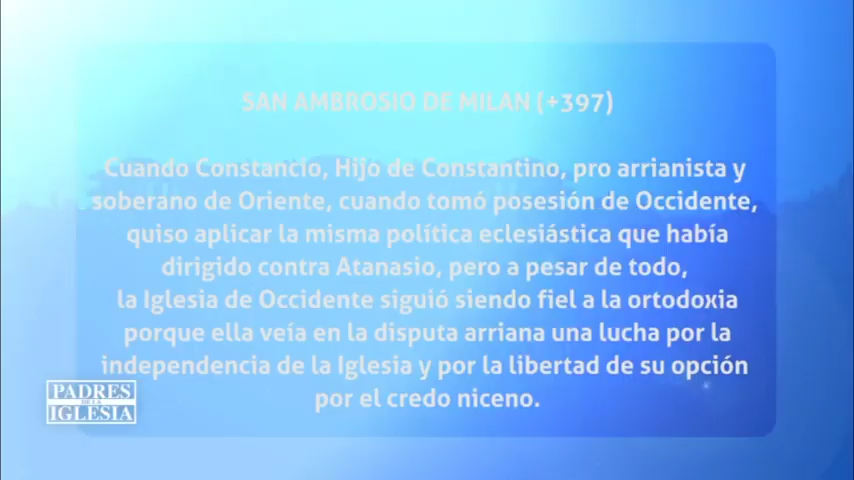 SAN AMBROSIO DE MILAN (+397)
Cuando Constancio, Hijo de Constantino, pro arrianista y
soberano de Oriente, cuando tomó posesión de Occidente,
quiso aplicar la misma política eclesiástica que había
dirigido contra Atanasio, pero a pesar de todo,
la Iglesia de Occidente siguió siendo fiel a la ortodoxia
porque ella veía en la disputa arriana una lucha por la
independencia de la Iglesia y por la libertad de su opción
por el credo niceno.
PADRES
DE LA
IGLESIA